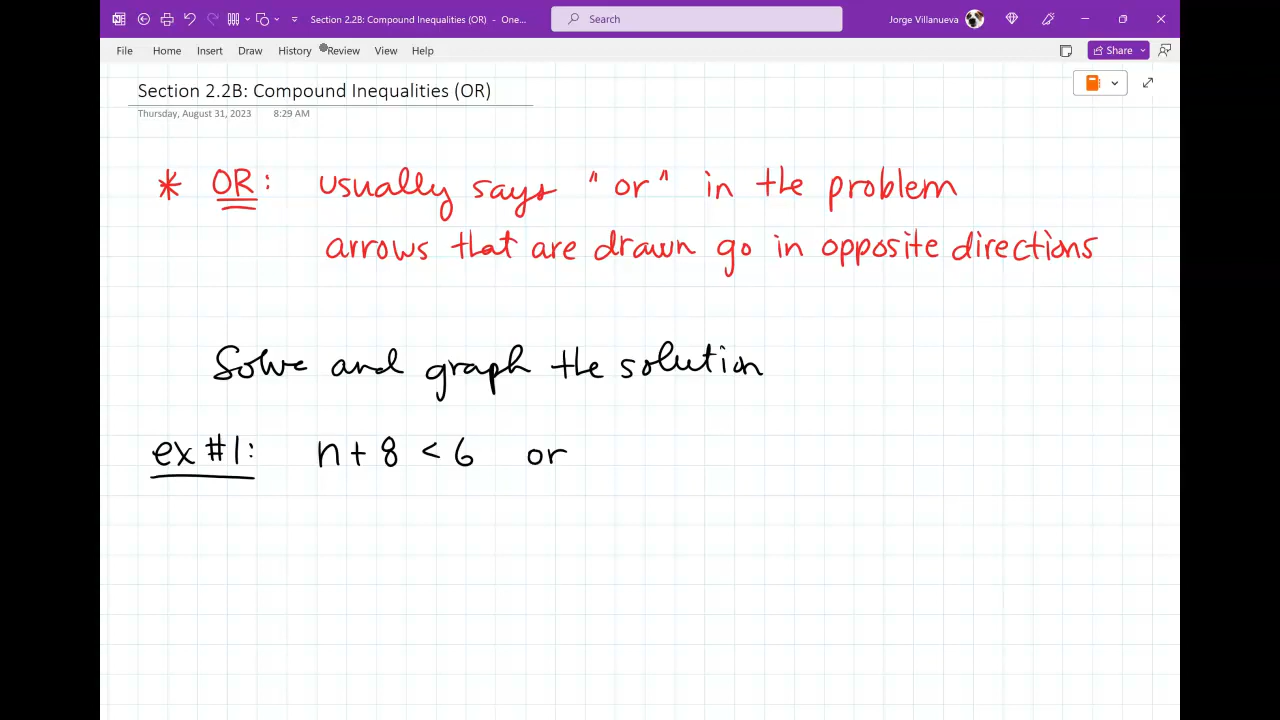 Section 2.2B: Compound Inequalities (OR) - One...
Search
Jorge Villanueva
File Home Insert Draw History Review View Help
Share
Section 2.2B: Compound Inequalities (OR)
Thursday, August 31, 2023 8:29 AM
* OR: usually says "or" in the problem
arrows that are drawn go in opposite directions
Solve and graph the solution
ex #1: n + 8 < 6 or